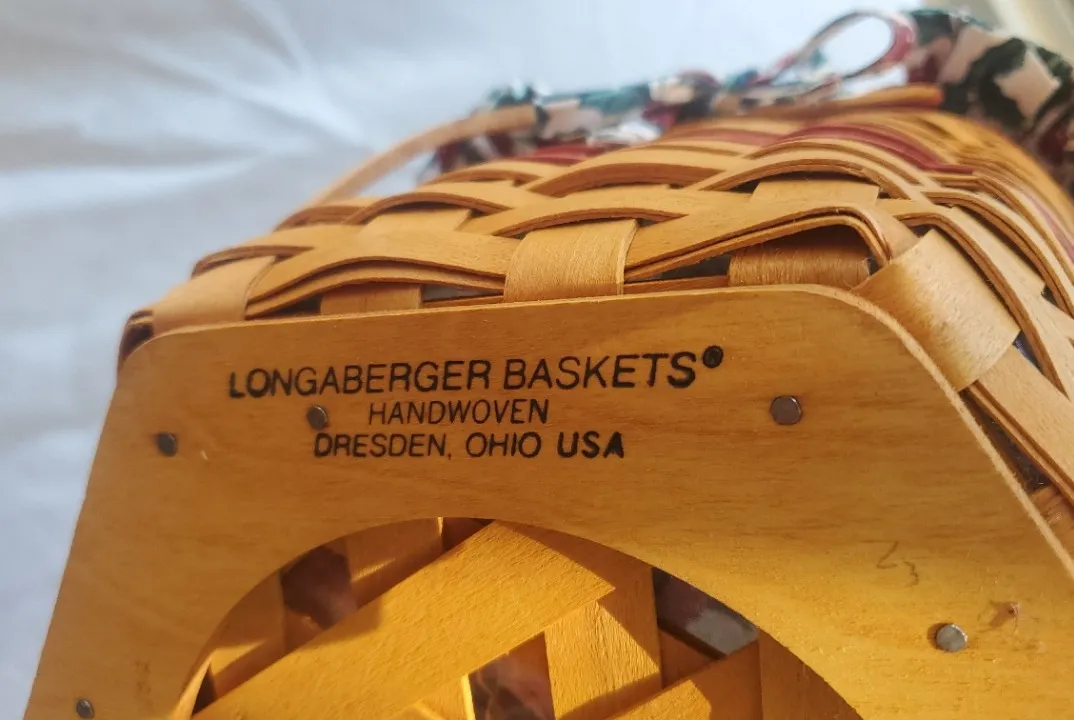 LONGABERGER BASKETS®
HANDWOVEN
DRESDEN, OHIO USA